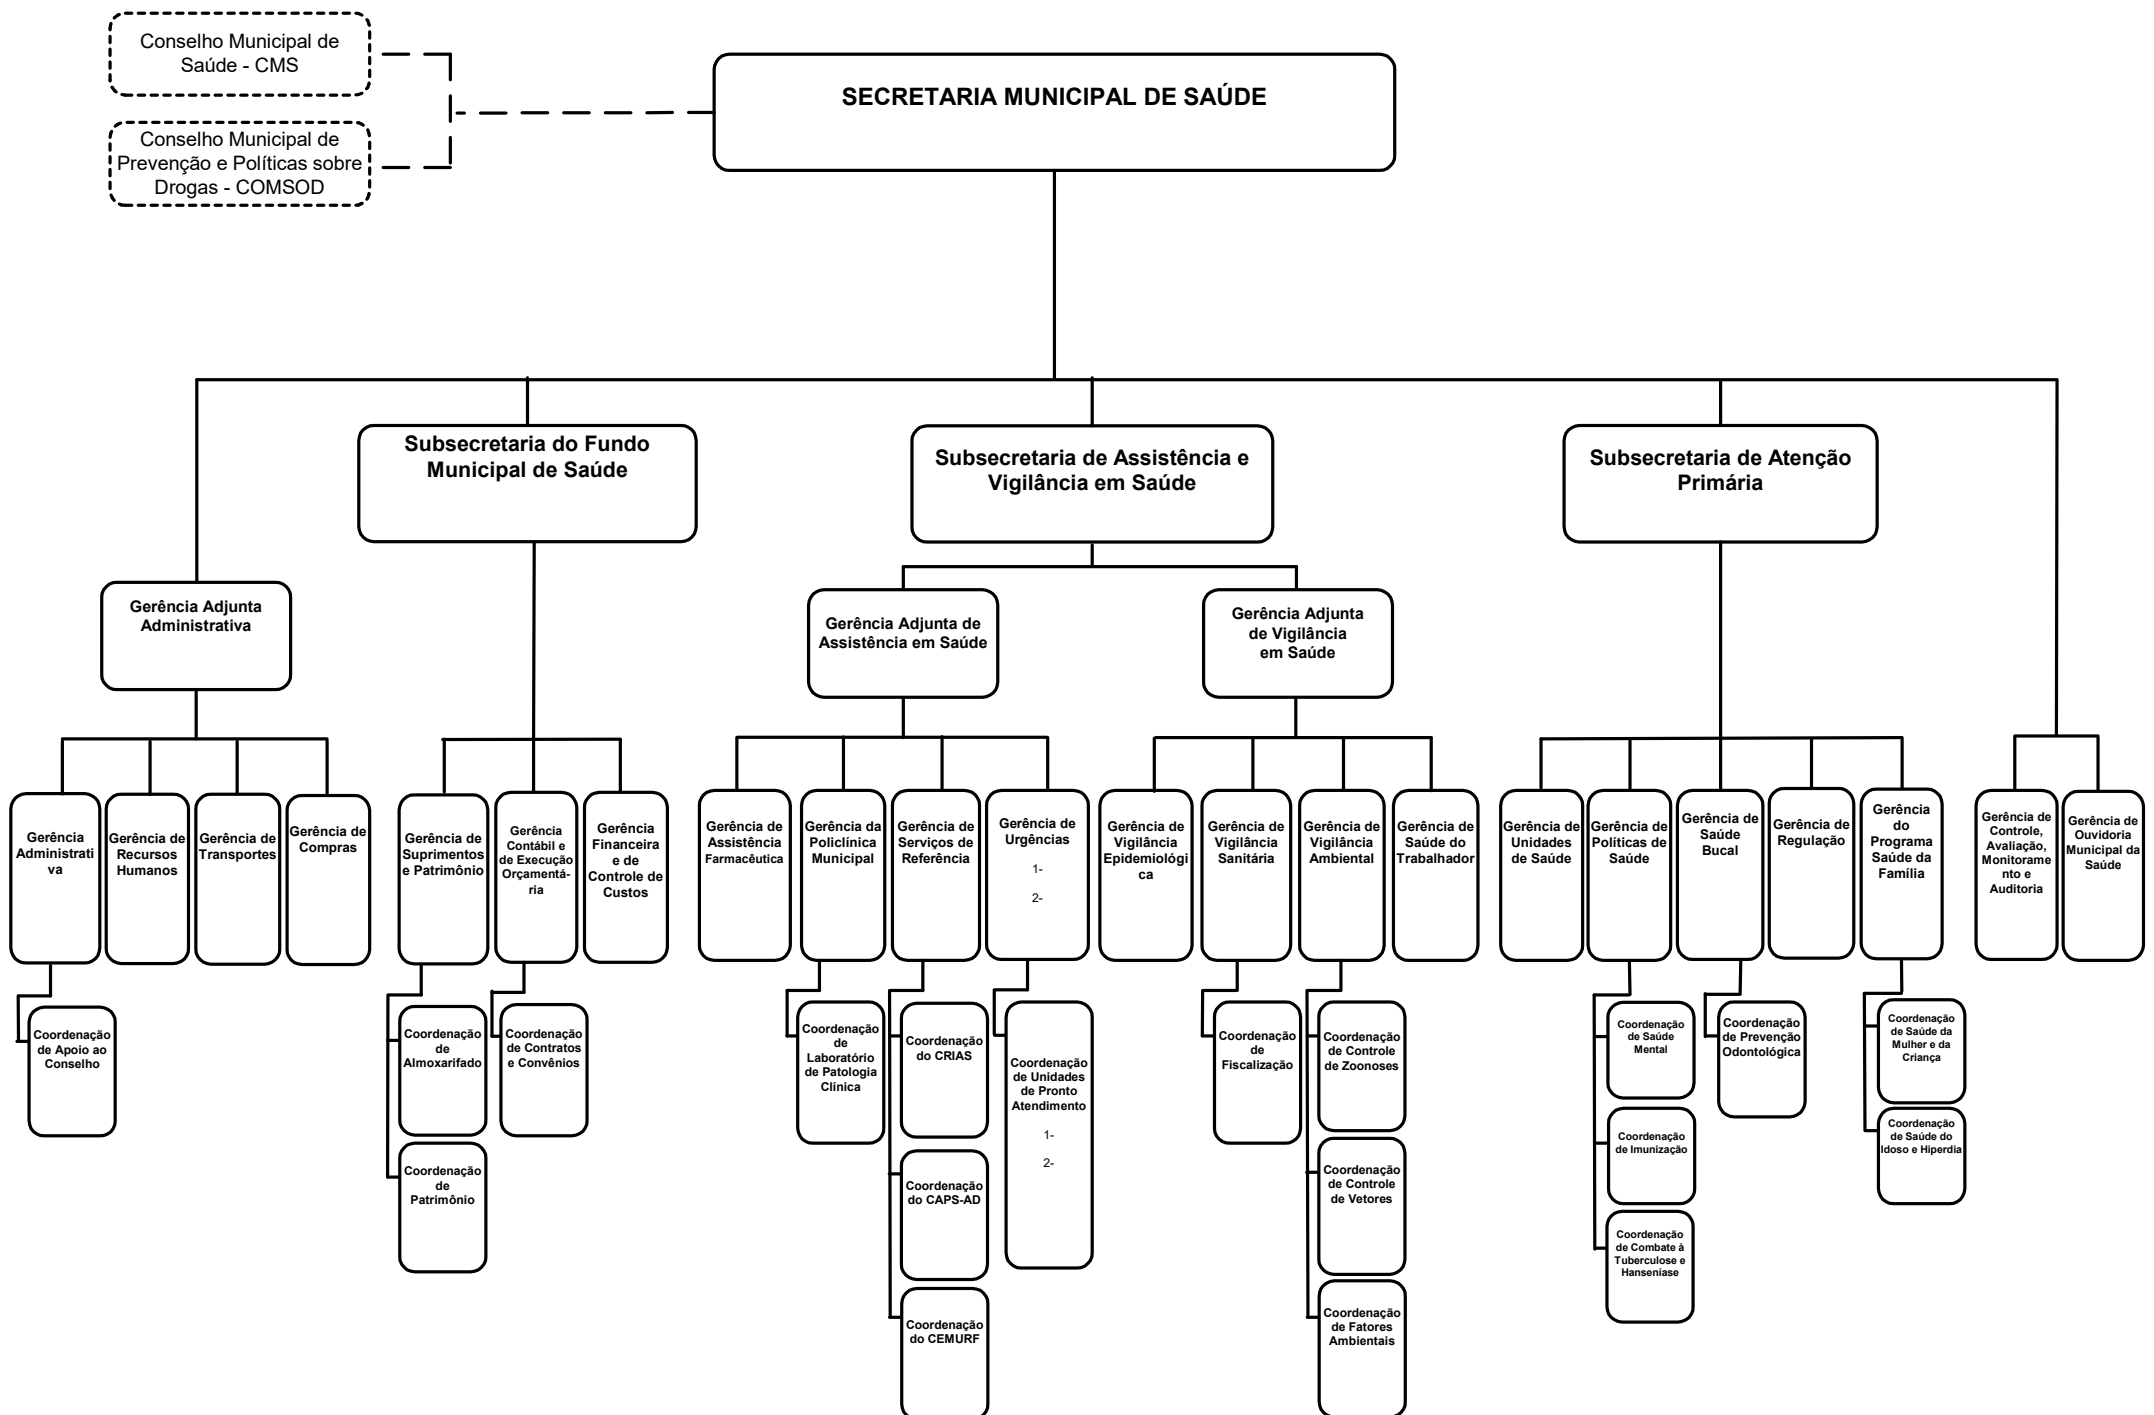 Conselho Municipal de
Saúde - CMS
Conselho Municipal de
Prevenção e Políticas sobre
Drogas - COMSOD
SECRETARIA MUNICIPAL DE SAÚDE
Subsecretaria do Fundo
Municipal de Saúde
Subsecretaria de Assistência e
Vigilância em Saúde
Subsecretaria de Atenção
Primária
Gerência Adjunta
Administrativa
Gerência Adjunta de
Assistência em Saúde
Gerência Adjunta
de Vigilância
em Saúde
Gerência
Administrati
va
Gerência de
Recursos
Humanos
Gerência de
Transportes
Gerência de
Compras
Gerência de
Suprimentos
e Patrimônio
Gerência
Contábil e
de Execução
Orçamentá-
ria
Gerência
Financeira
e de
Controle de
Custos
Gerência de
Assistência
Farmacêutica
Gerência da
Policlínica
Municipal
Gerência de
Serviços de
Referência
Gerência de
Urgências
1-
2-
Gerência de
Vigilância
Epidemiológi
ca
Gerência de
Vigilância
Sanitária
Gerência de
Vigilância
Ambiental
Gerência de
Saúde do
Trabalhador
Gerência de
Unidades
de Saúde
Gerência de
Políticas de
Saúde
Gerência de
Saúde
Bucal
Gerência de
Regulação
Gerência
do
Programa
Saúde da
Família
Gerência de
Controle,
Avaliação,
Monitorame
nto e
Auditoria
Gerência de
Ouvidoria
Municipal da
Saúde
Coordenação
de Apoio ao
Conselho
Coordenação
de
Almoxarifado
Coordenação
de
Patrimônio
Coordenação
de Contratos
e Convênios
Coordenação
de
Laboratório
de Patologia
Clínica
Coordenação
do CRIAS
Coordenação
do CAPS-AD
Coordenação
do CEMURF
Coordenação
de Unidades
de Pronto
Atendimento
1-
2-
Coordenação
de
Fiscalização
Coordenação
de Controle
de Zoonoses
Coordenação
de Controle
de Vetores
Coordenação
de Fatores
Ambientais
Coordenação
de Saúde
Mental
Coordenação
de Imunização
Coordenação
de Combate à
Tuberculose e
Hanseníase
Coordenação
de Prevenção
Odontológica
Coordenação
de Saúde da
Mulher e da
Criança
Coordenação
de Saúde do
Idoso e Hiperdia